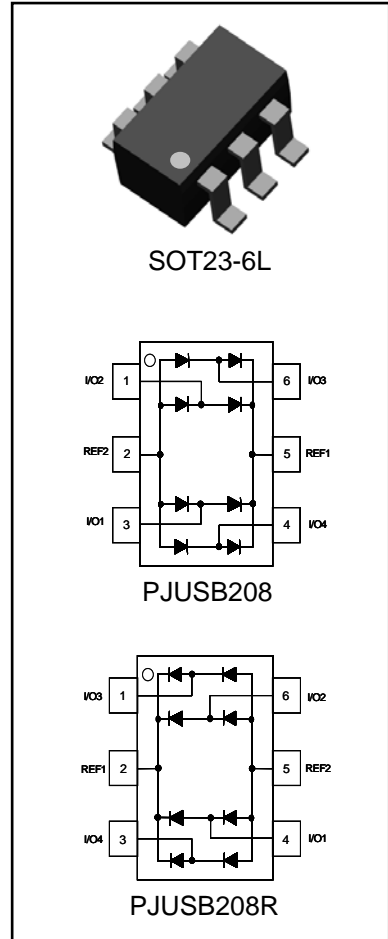 SOT23-6L
I/O2 1 6 I/O3
REF2 2 5 REF1
I/O1 3 4 I/O4
PJUSB208
I/O3 1 6 I/O2
REF1 2 5 REF2
I/O4 3 4 I/O1
PJUSB208R